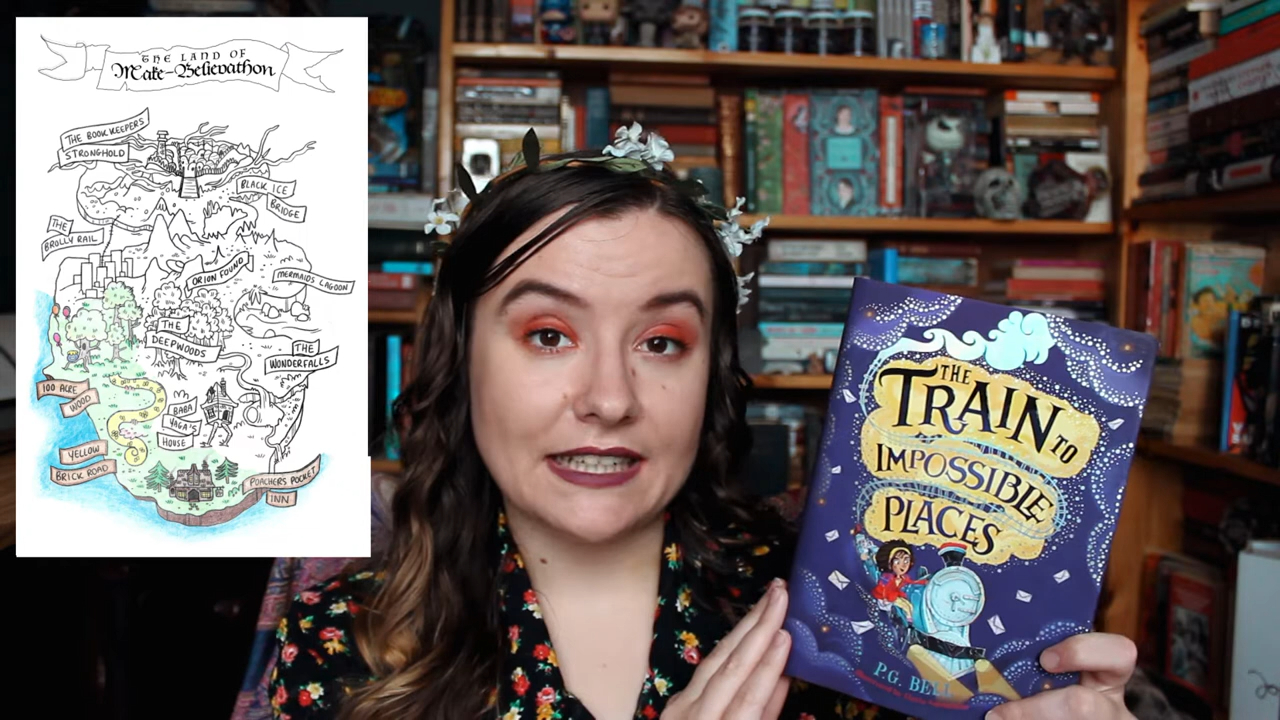 THE LAND OF
Make-Believathon
THE BOOK KEEPERS
STRONGHOLD
BLACK ICE
BRIDGE
THE
BROLLY RAIL
ORION FOUND
MERMAIDS LAGOON
THE
DEEPWOODS
THE
WONDERFALLS
100 ACRE
WOOD
BABA
YAGA'S
HOUSE
YELLOW
BRICK ROAD
POACHERS POCKET
INN
THE
TRAIN TO
IMPOSSIBLE
PLACES
P.G. BELL